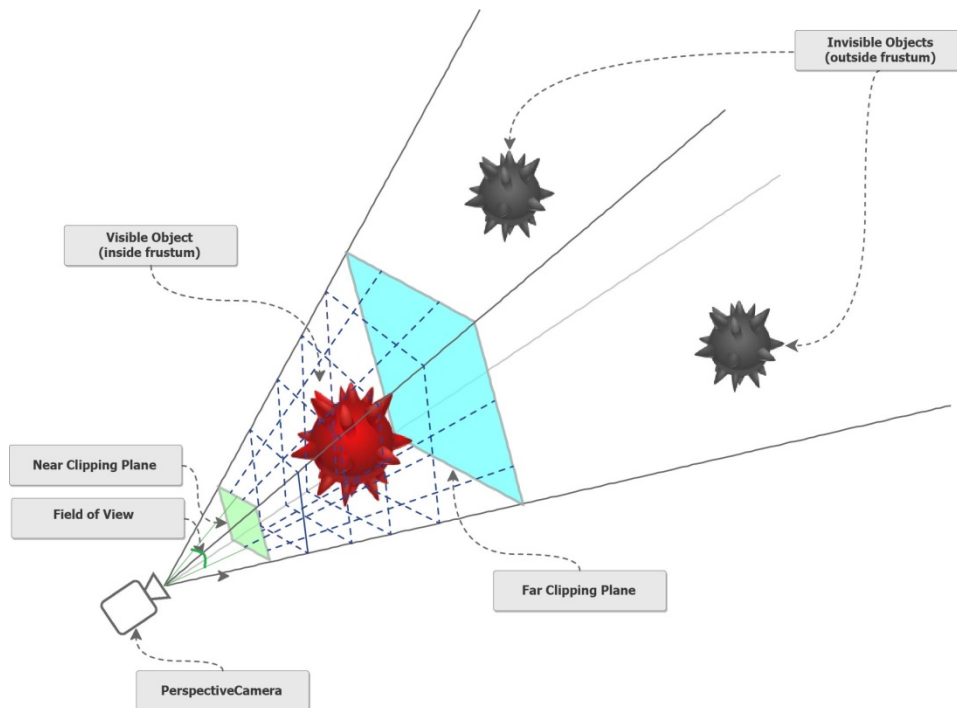 Invisible Objects
(outside frustum)
Visible Object
(inside frustum)
Near Clipping Plane
Field of View
Far Clipping Plane
PerspectiveCamera